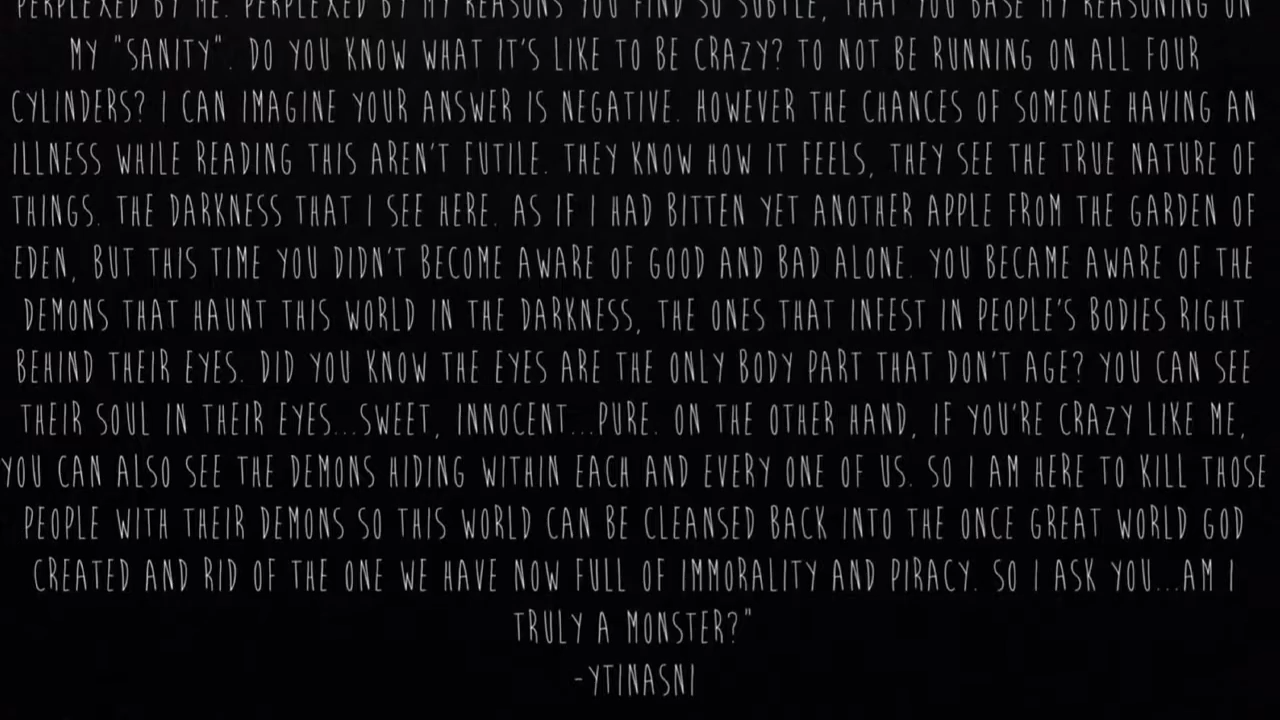 PERPLEXED BY ME. PERPLEXED BY MY REASONS YOU FIND SO SUBTLE, THAT YOU BASE MY REASONING ON
MY "SANITY". DO YOU KNOW WHAT IT'S LIKE TO BE CRAZY? TO NOT BE RUNNING ON ALL FOUR
CYLINDERS? I CAN IMAGINE YOUR ANSWER IS NEGATIVE. HOWEVER THE CHANCES OF SOMEONE HAVING AN
ILLNESS WHILE READING THIS AREN'T FUTILE. THEY KNOW HOW IT FEELS, THEY SEE THE TRUE NATURE OF
THINGS. THE DARKNESS THAT I SEE HERE. AS IF I HAD BITTEN YET ANOTHER APPLE FROM THE GARDEN OF
EDEN, BUT THIS TIME YOU DIDN'T BECOME AWARE OF GOOD AND BAD ALONE. YOU BECAME AWARE OF THE
DEMONS THAT HAUNT THIS WORLD IN THE DARKNESS, THE ONES THAT INFEST IN PEOPLE'S BODIES RIGHT
BEHIND THEIR EYES. DID YOU KNOW THE EYES ARE THE ONLY BODY PART THAT DON'T AGE? YOU CAN SEE
THEIR SOUL IN THEIR EYES...SWEET, INNOCENT...PURE. ON THE OTHER HAND, IF YOU'RE CRAZY LIKE ME,
YOU CAN ALSO SEE THE DEMONS HIDING WITHIN EACH AND EVERY ONE OF US. SO I AM HERE TO KILL THOSE
PEOPLE WITH THEIR DEMONS SO THIS WORLD CAN BE CLEANSED BACK INTO THE ONCE GREAT WORLD GOD
CREATED AND RID OF THE ONE WE HAVE NOW FULL OF IMMORALITY AND PIRACY. SO I ASK YOU...AM I
TRULY A MONSTER?"
-YTINASNI